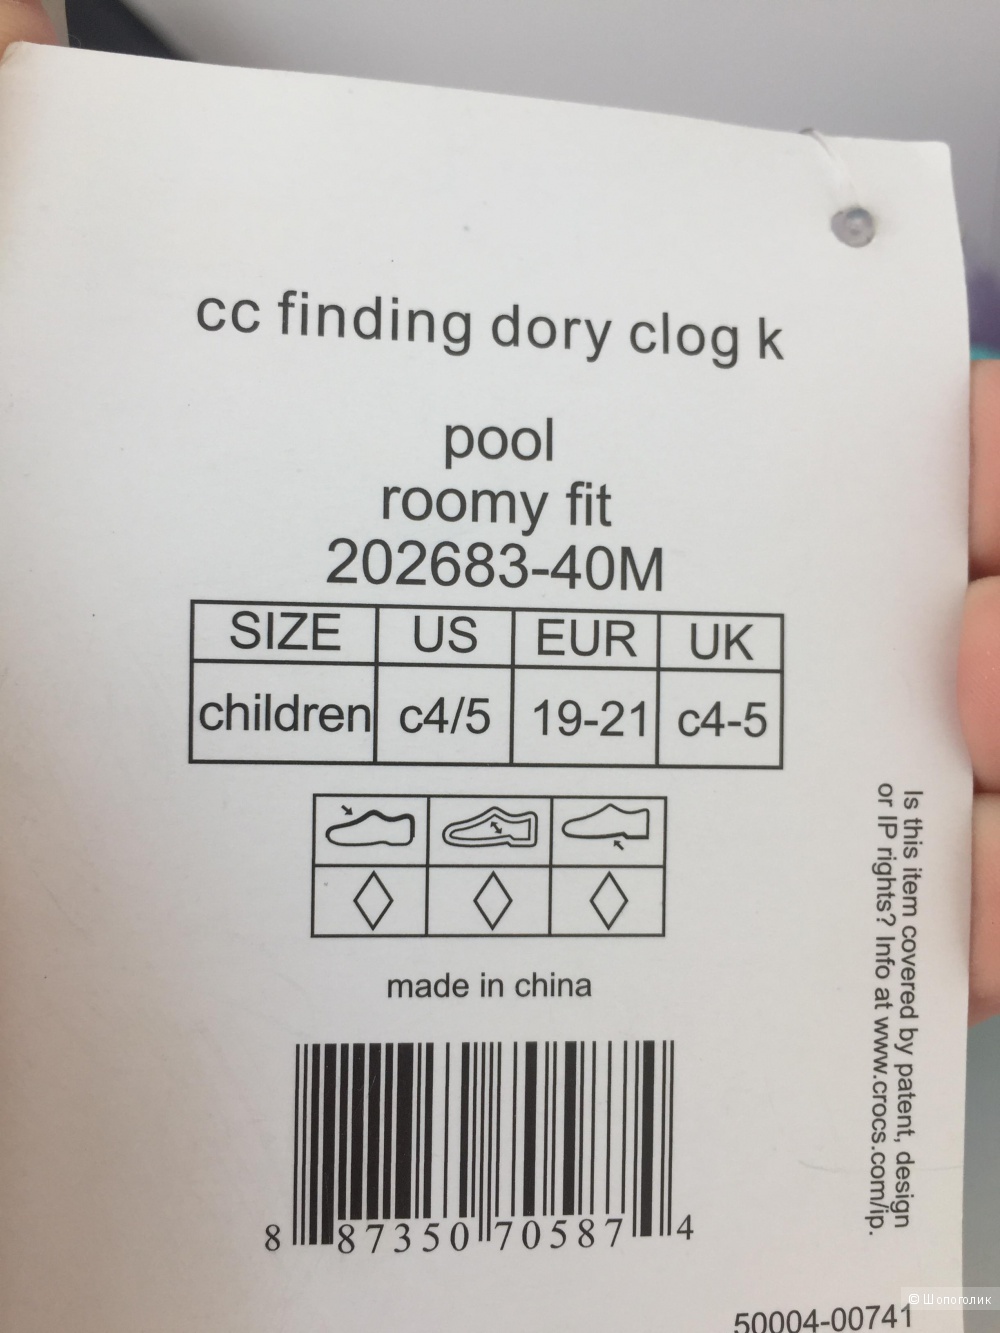 cc finding dory clog k
pool
roomy fit
202683-40M
SIZE US EUR UK
children c4/5 19-21 c4-5
made in china
8 87350 70587 4
Is this item covered by patent, design
or IP rights? Info at www.crocs.com/ip.
50004-00741
© Шопоголик